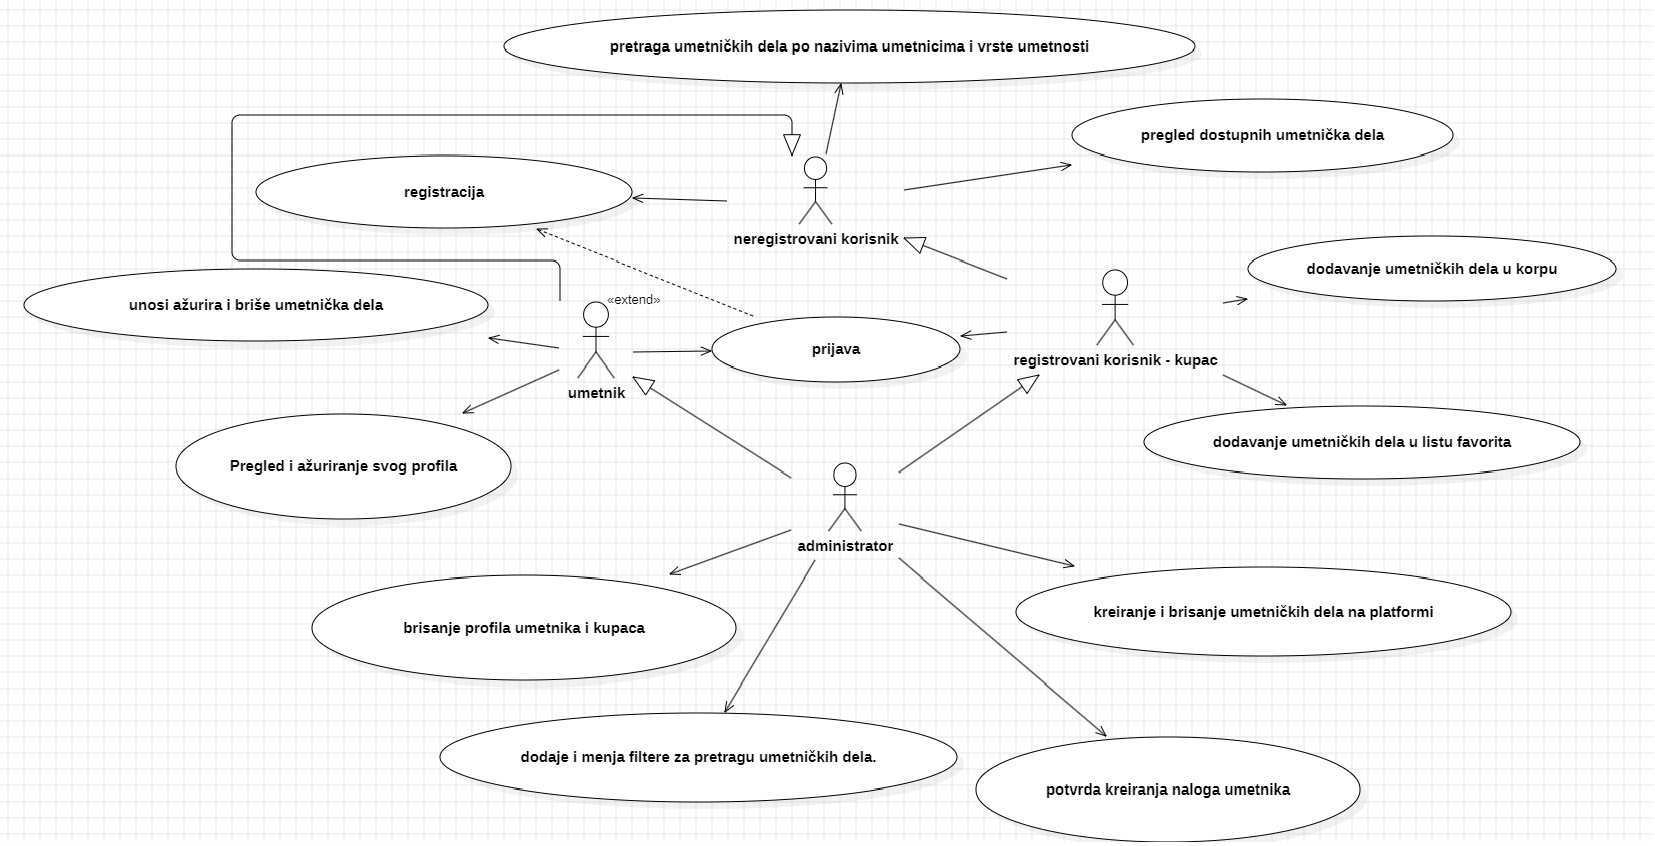 pretraga umetničkih dela po nazivima umetnicima i vrste umetnosti
pregled dostupnih umetnička dela
registracija
neregistrovani korisnik
dodavanje umetničkih dela u korpu
unosi ažurira i briše umetnička dela
«extend»
prijava
registrovani korisnik - kupac
umetnik
dodavanje umetničkih dela u listu favorita
Pregled i ažuriranje svog profila
administrator
kreiranje i brisanje umetničkih dela na platformi
brisanje profila umetnika i kupaca
dodaje i menja filtere za pretragu umetničkih dela.
potvrda kreiranja naloga umetnika